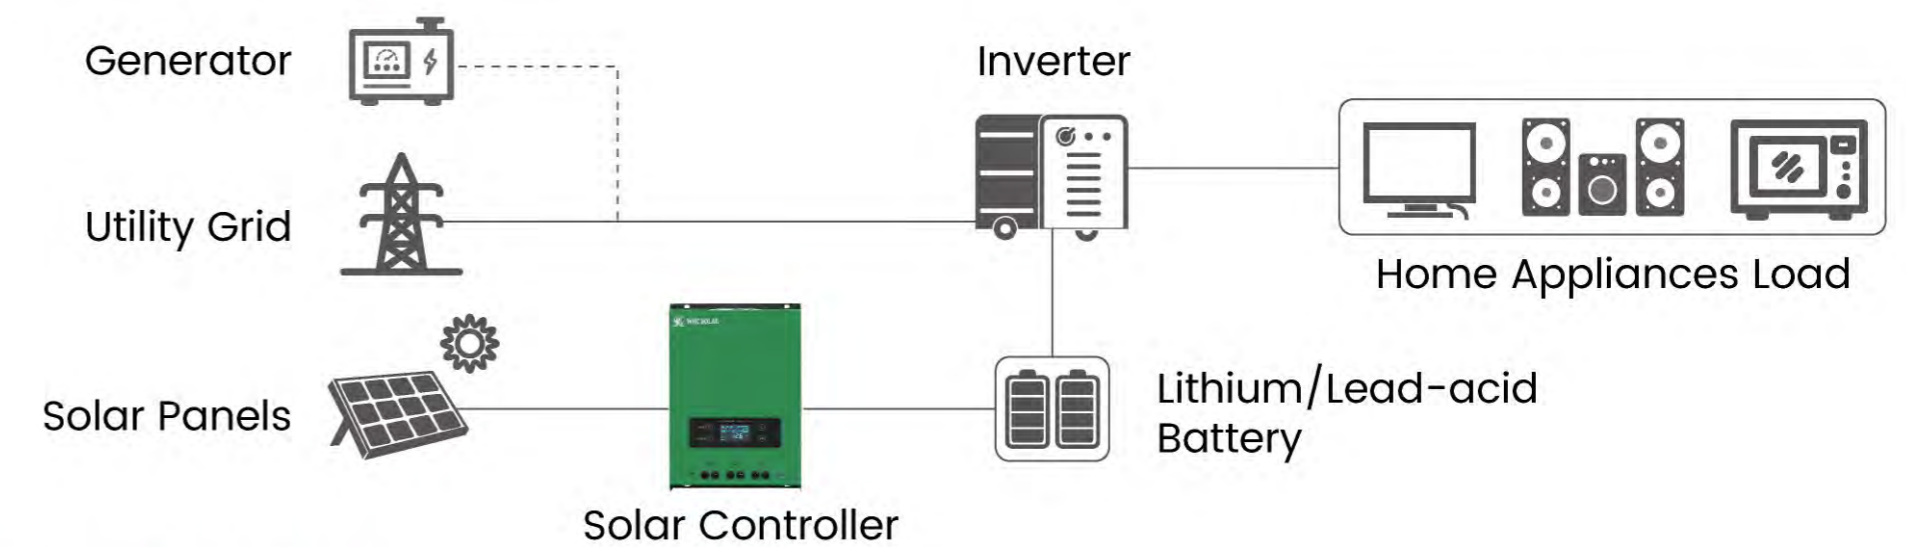 Generator
Inverter
Utility Grid
Home Appliances Load
Solar Panels
Lithium/Lead-acid
Battery
Solar Controller